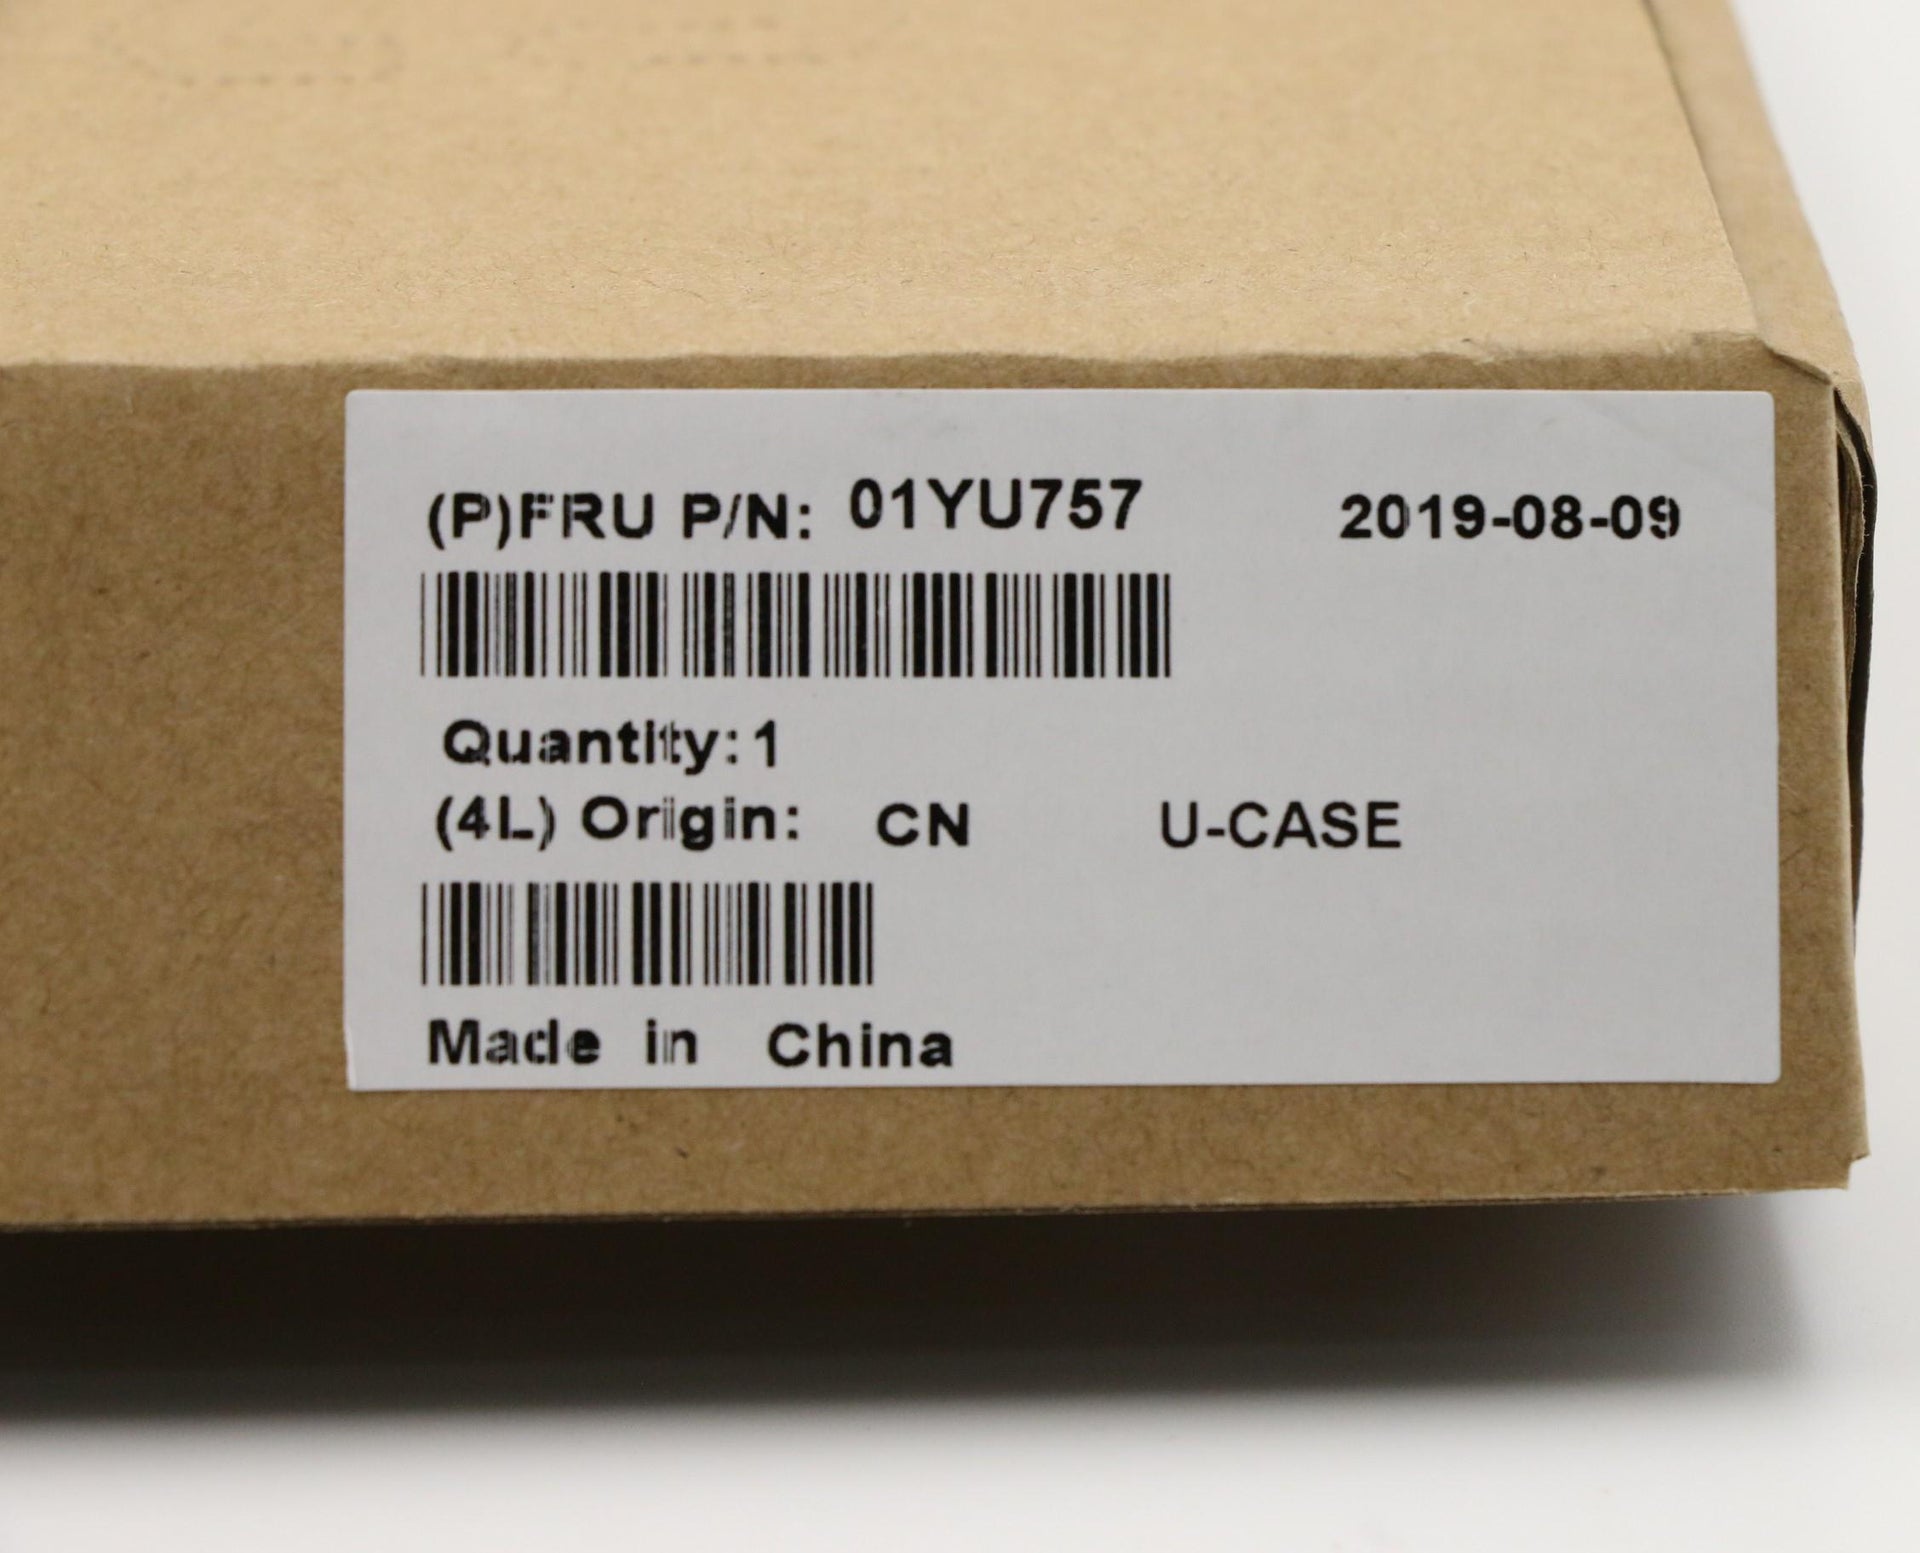 (P)FRU P/N: 01YU757 2019-08-09
Quantity:1
(4L) Origin: CN U-CASE
Made in China